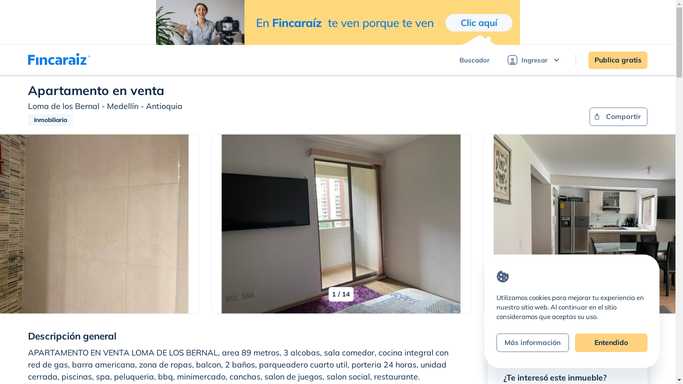 En Fincaraíz te ven porque te ven
Clic aquí
Fincaraíz
Buscador
Ingresar
Publica gratis
Apartamento en venta
Loma de los Bernal - Medellín - Antioquia
Inmobiliaria
Compartir
1 / 14
Utilizamos cookies para mejorar tu experiencia en
nuestro sitio web. Al continuar en el sitio
consideramos que aceptas su uso.
Más información
Entendido
Descripción general
APARTAMENTO EN VENTA LOMA DE LOS BERNAL, area 89 metros, 3 alcobas, sala comedor, cocina integral con
red de gas, barra americana, zona de ropas, balcon, 2 baños, parqueadero cuarto util, porteria 24 horas, unidad
cerrada, piscinas, spa, peluqueria, bbq, minimercado, canchas, salon de juegos, salon social, restaurante.
¿Te interesó este inmueble?